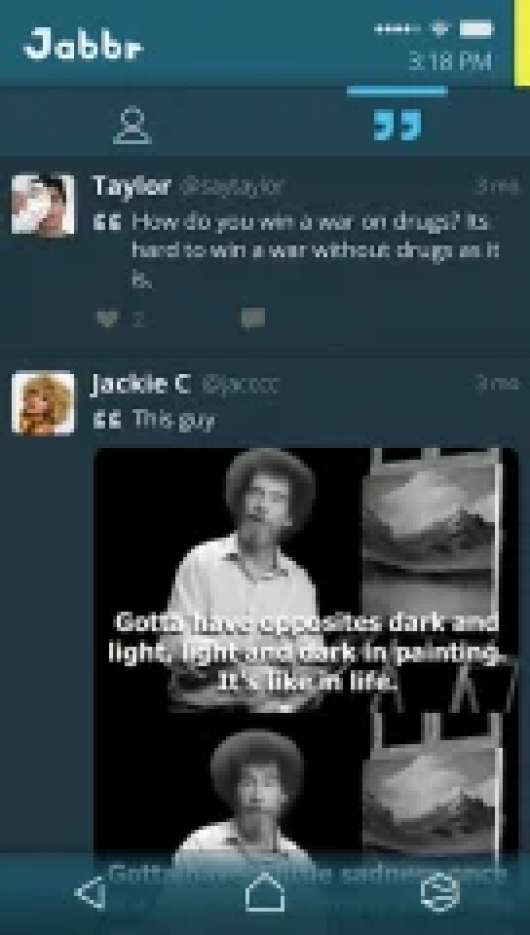 Jabbr
3:18 PM
Taylor @saytaylor 3 mo
How do you win a war on drugs? Its
hard to win a war without drugs as it
is.
2
Jackie C @jacccc 3 mo
This guy
Gotta have opposites dark and
light, light and dark in painting.
It's like in life.
Gotta have a little sadness once